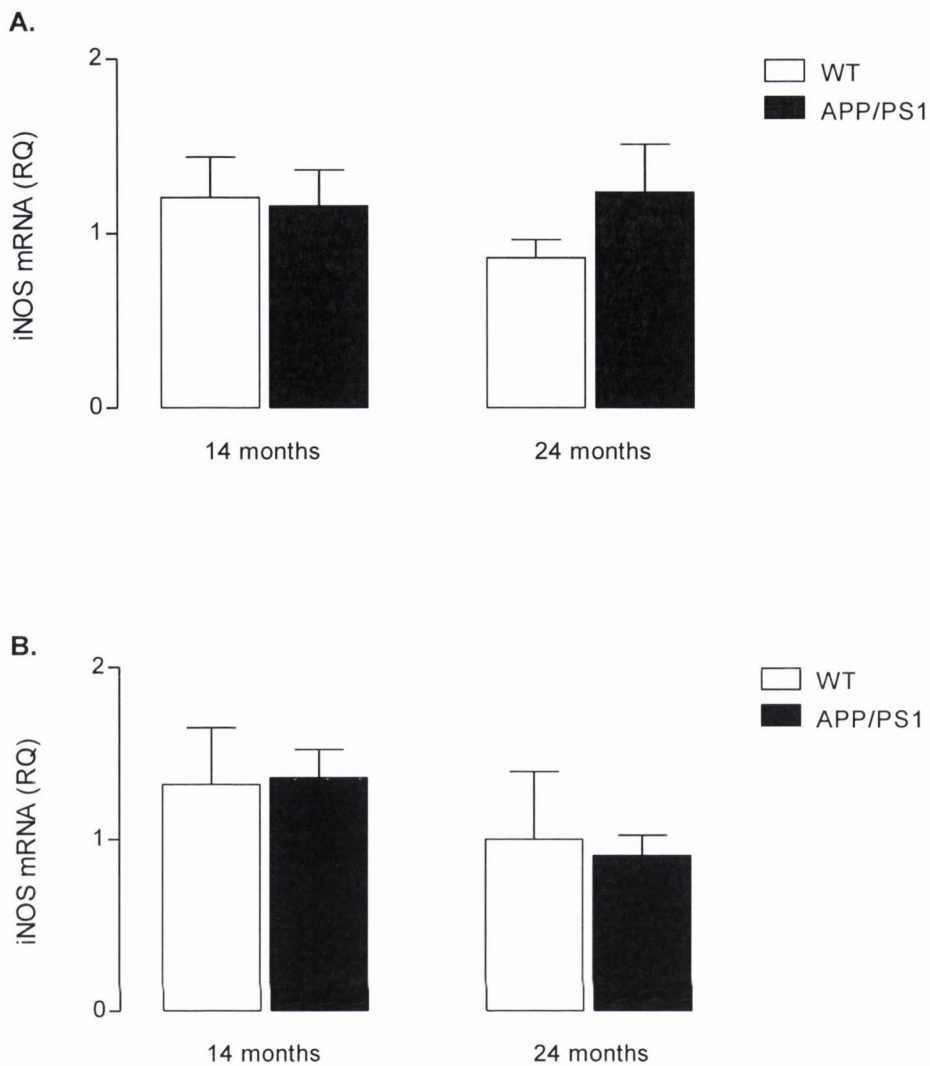 A.
2
1
0
iNOS mRNA (RQ)
WT
APP/PS1
14 months
24 months
B.
2
1
0
iNOS mRNA (RQ)
WT
APP/PS1
14 months
24 months